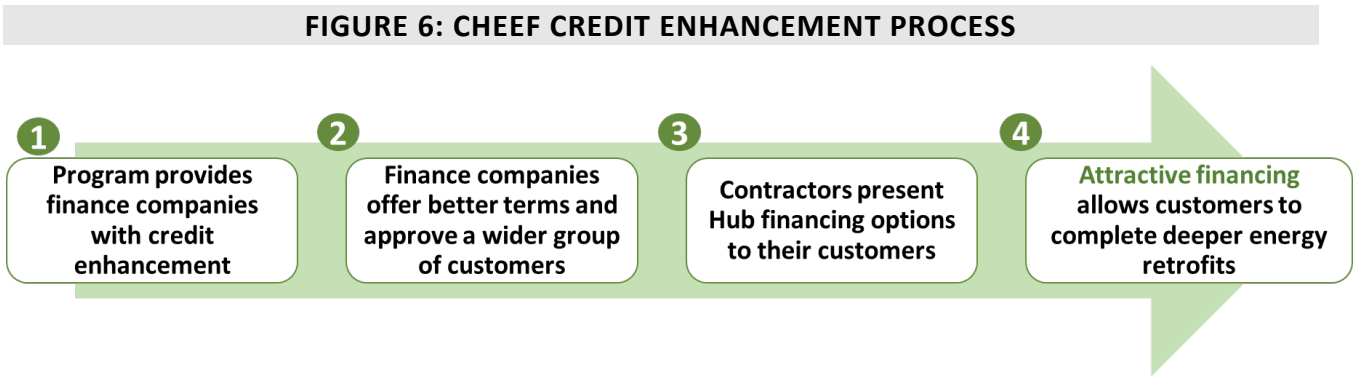 FIGURE 6: CHEEF CREDIT ENHANCEMENT PROCESS
1
Program provides
finance companies
with credit
enhancement
2
Finance companies
offer better terms and
approve a wider group
of customers
3
Contractors present
Hub financing options
to their customers
4
Attractive financing
allows customers to
complete deeper energy
retrofits